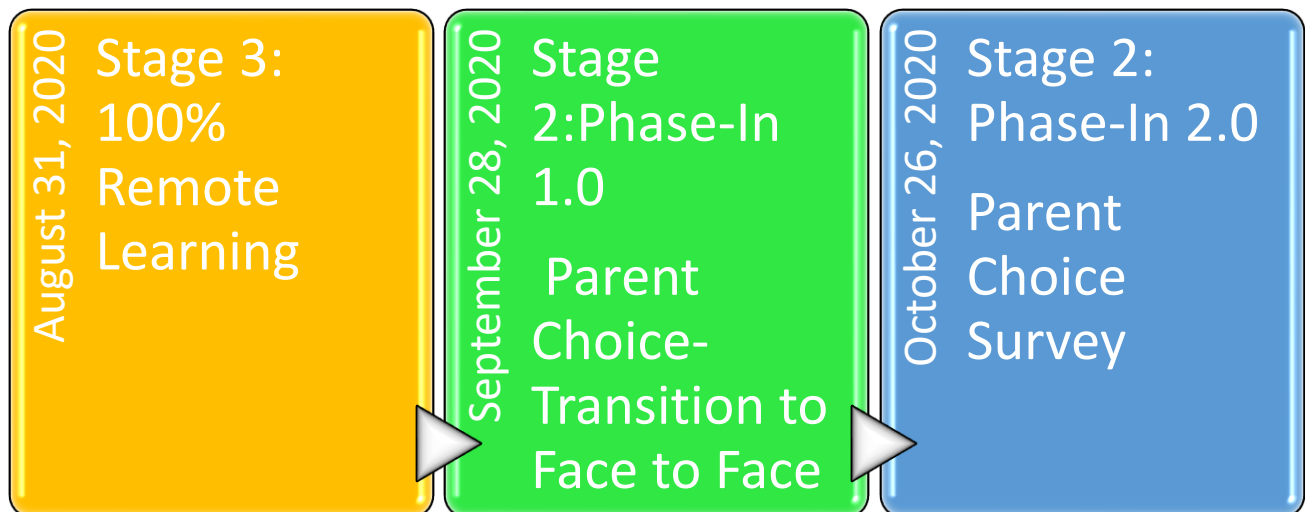 August 31, 2020
Stage 3:
100%
Remote
Learning
September 28, 2020
Stage
2:Phase-In
1.0
Parent
Choice-
Transition to
Face to Face
October 26, 2020
Stage 2:
Phase-In 2.0
Parent
Choice
Survey